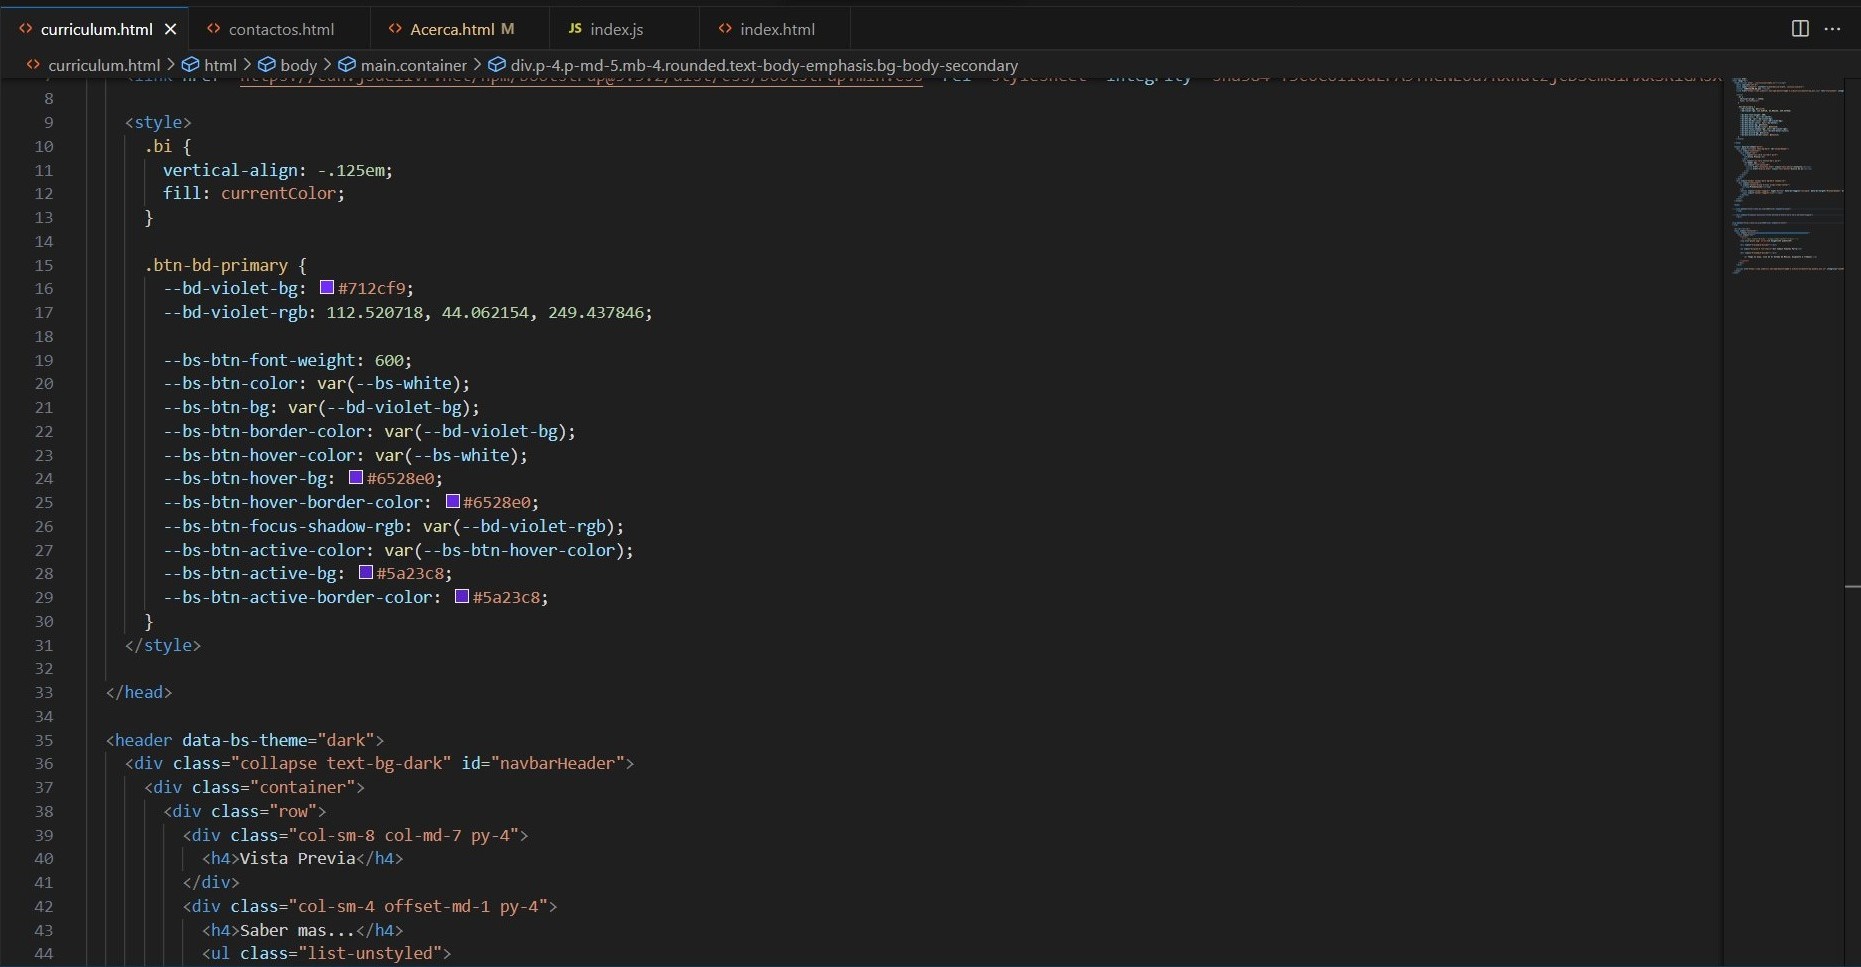 curriculum.html
contactos.html
Acerca.html M
JS index.js
index.html
curriculum.html > html > body > main.container > div.p-4.p-md-5.mb-4.rounded.text-body-emphasis.bg-body-secondary
8
9 <style>
10 .bi {
11 vertical-align: -.125em;
12 fill: currentColor;
13 }
14
15 .btn-bd-primary {
16 --bd-violet-bg: #712cf9;
17 --bd-violet-rgb: 112.520718, 44.062154, 249.437846;
18
19 --bs-btn-font-weight: 600;
20 --bs-btn-color: var(--bs-white);
21 --bs-btn-bg: var(--bd-violet-bg);
22 --bs-btn-border-color: var(--bd-violet-bg);
23 --bs-btn-hover-color: var(--bs-white);
24 --bs-btn-hover-bg: #6528e0;
25 --bs-btn-hover-border-color: #6528e0;
26 --bs-btn-focus-shadow-rgb: var(--bd-violet-rgb);
27 --bs-btn-active-color: var(--bs-btn-hover-color);
28 --bs-btn-active-bg: #5a23c8;
29 --bs-btn-active-border-color: #5a23c8;
30 }
31 </style>
32
33 </head>
34
35 <header data-bs-theme="dark">
36 <div class="collapse text-bg-dark" id="navbarHeader">
37 <div class="container">
38 <div class="row">
39 <div class="col-sm-8 col-md-7 py-4">
40 <h4>Vista Previa</h4>
41 </div>
42 <div class="col-sm-4 offset-md-1 py-4">
43 <h4>Saber mas...</h4>
44 <ul class="list-unstyled">